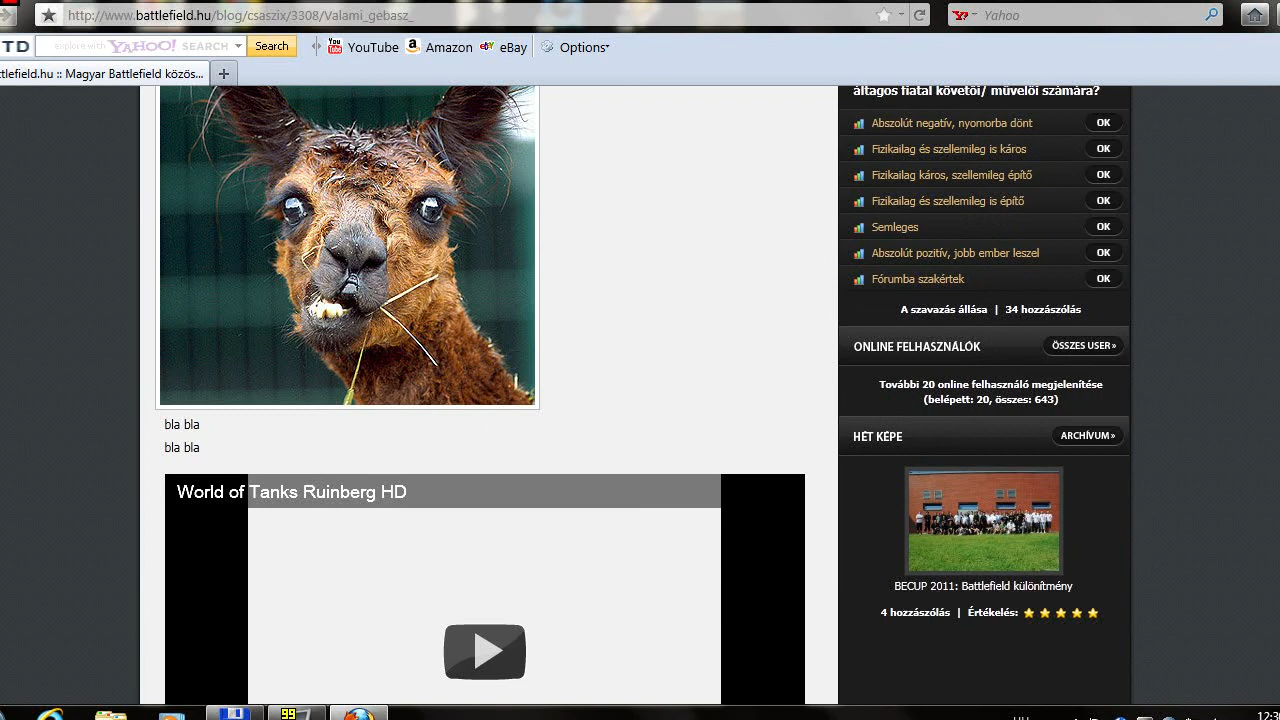 http://www.battlefield.hu/blog/csaszix/3308/Valami_gebasz_
Yahoo
TD
Explore with YAHOO! SEARCH
Search
YouTube
Amazon
eBay
Options
tlefield.hu :: Magyar Battlefield közös...
bla bla
bla bla
World of Tanks Ruinberg HD
áltagos fiatal követői/ művelői számára?
Abszolút negatív, nyomorba dönt OK
Fizikailag és szellemileg is káros OK
Fizikailag káros, szellemileg építő OK
Fizikailag és szellemileg is építő OK
Semleges OK
Abszolút pozitív, jobb ember leszel OK
Fórumba szakértek OK
A szavazás állása | 34 hozzászólás
ONLINE FELHASZNÁLÓK ÖSSZES USER »
További 20 online felhasználó megjelenítése
(belépett: 20, összes: 643)
HÉT KÉPE ARCHÍVUM »
BECUP 2011: Battlefield különítmény
4 hozzászólás | Értékelés:
99